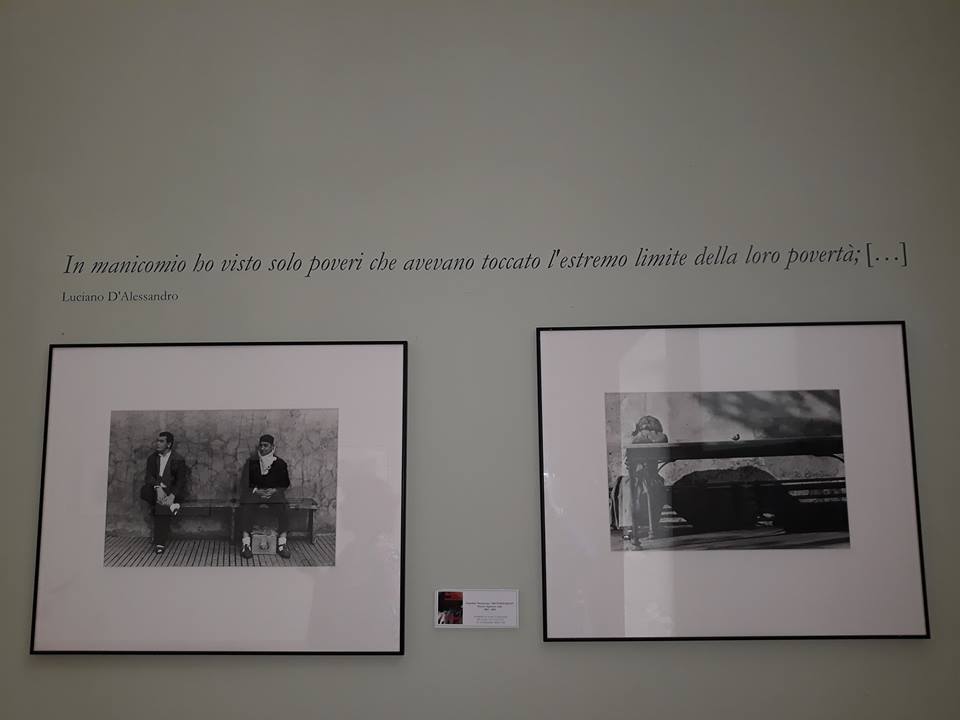 In manicomio ho visto solo poveri che avevano toccato l'estremo limite della loro povertà; [...]
Luciano D'Alessandro